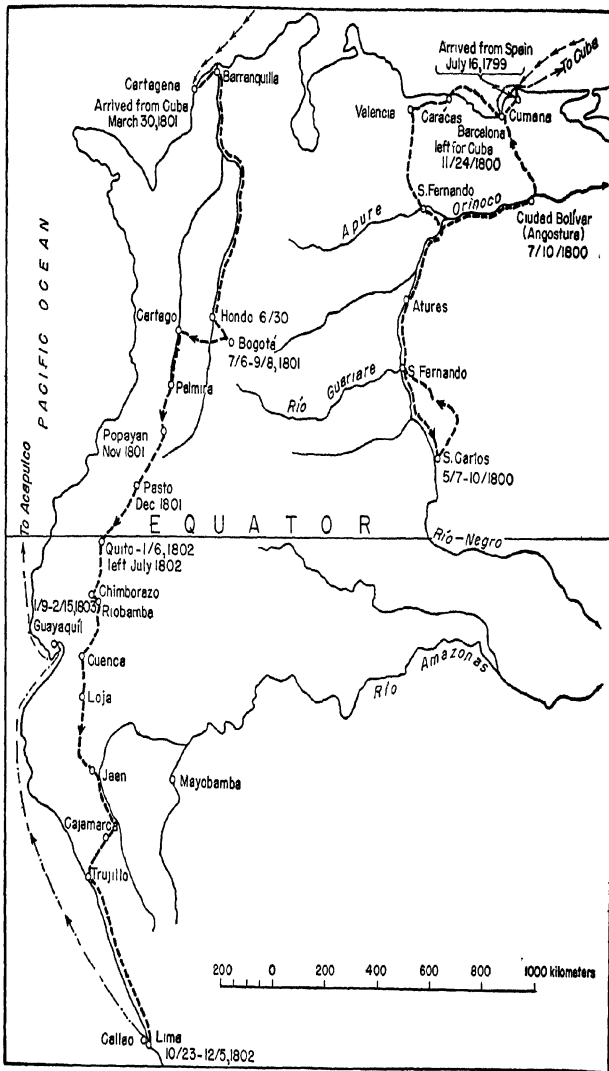 Arrived from Spain
July 16, 1799
To Cuba
Cartagena
Barranquilla
Arrived from Cuba
March 30, 1801
Valencia
Carácas
Cumana
Barcelona
left for Cuba
11/24/1800
S. Fernando
Orinoco
Apure
Ciudad Bolívar
(Angostura)
7/10/1800
PACIFIC OCEAN
Atures
Cartago
Hondo 6/30
Bogotá
7/6-9/8, 1801
S. Fernando
Río Guariare
Palmira
Popayan
Nov 1801
S. Carlos
5/7-10/1800
To Acapulco
Pasto
Dec 1801
EQUATOR
Quito-1/6, 1802
left July 1802
Río-Negro
Chimborazo
1/9-2/15, 1803
Riobamba
Guayaquíl
Cuenca
Río Amazonas
Loja
Jaen
Mayobamba
Cajamarca
Trujillo
200 0 200 400 600 800 1000 kilometers
Callao
Lima
10/23-12/5, 1802